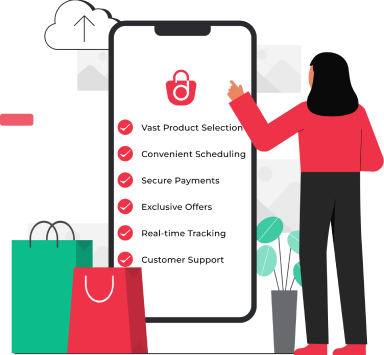 Vast Product Selection
Convenient Scheduling
Secure Payments
Exclusive Offers
Real-time Tracking
Customer Support